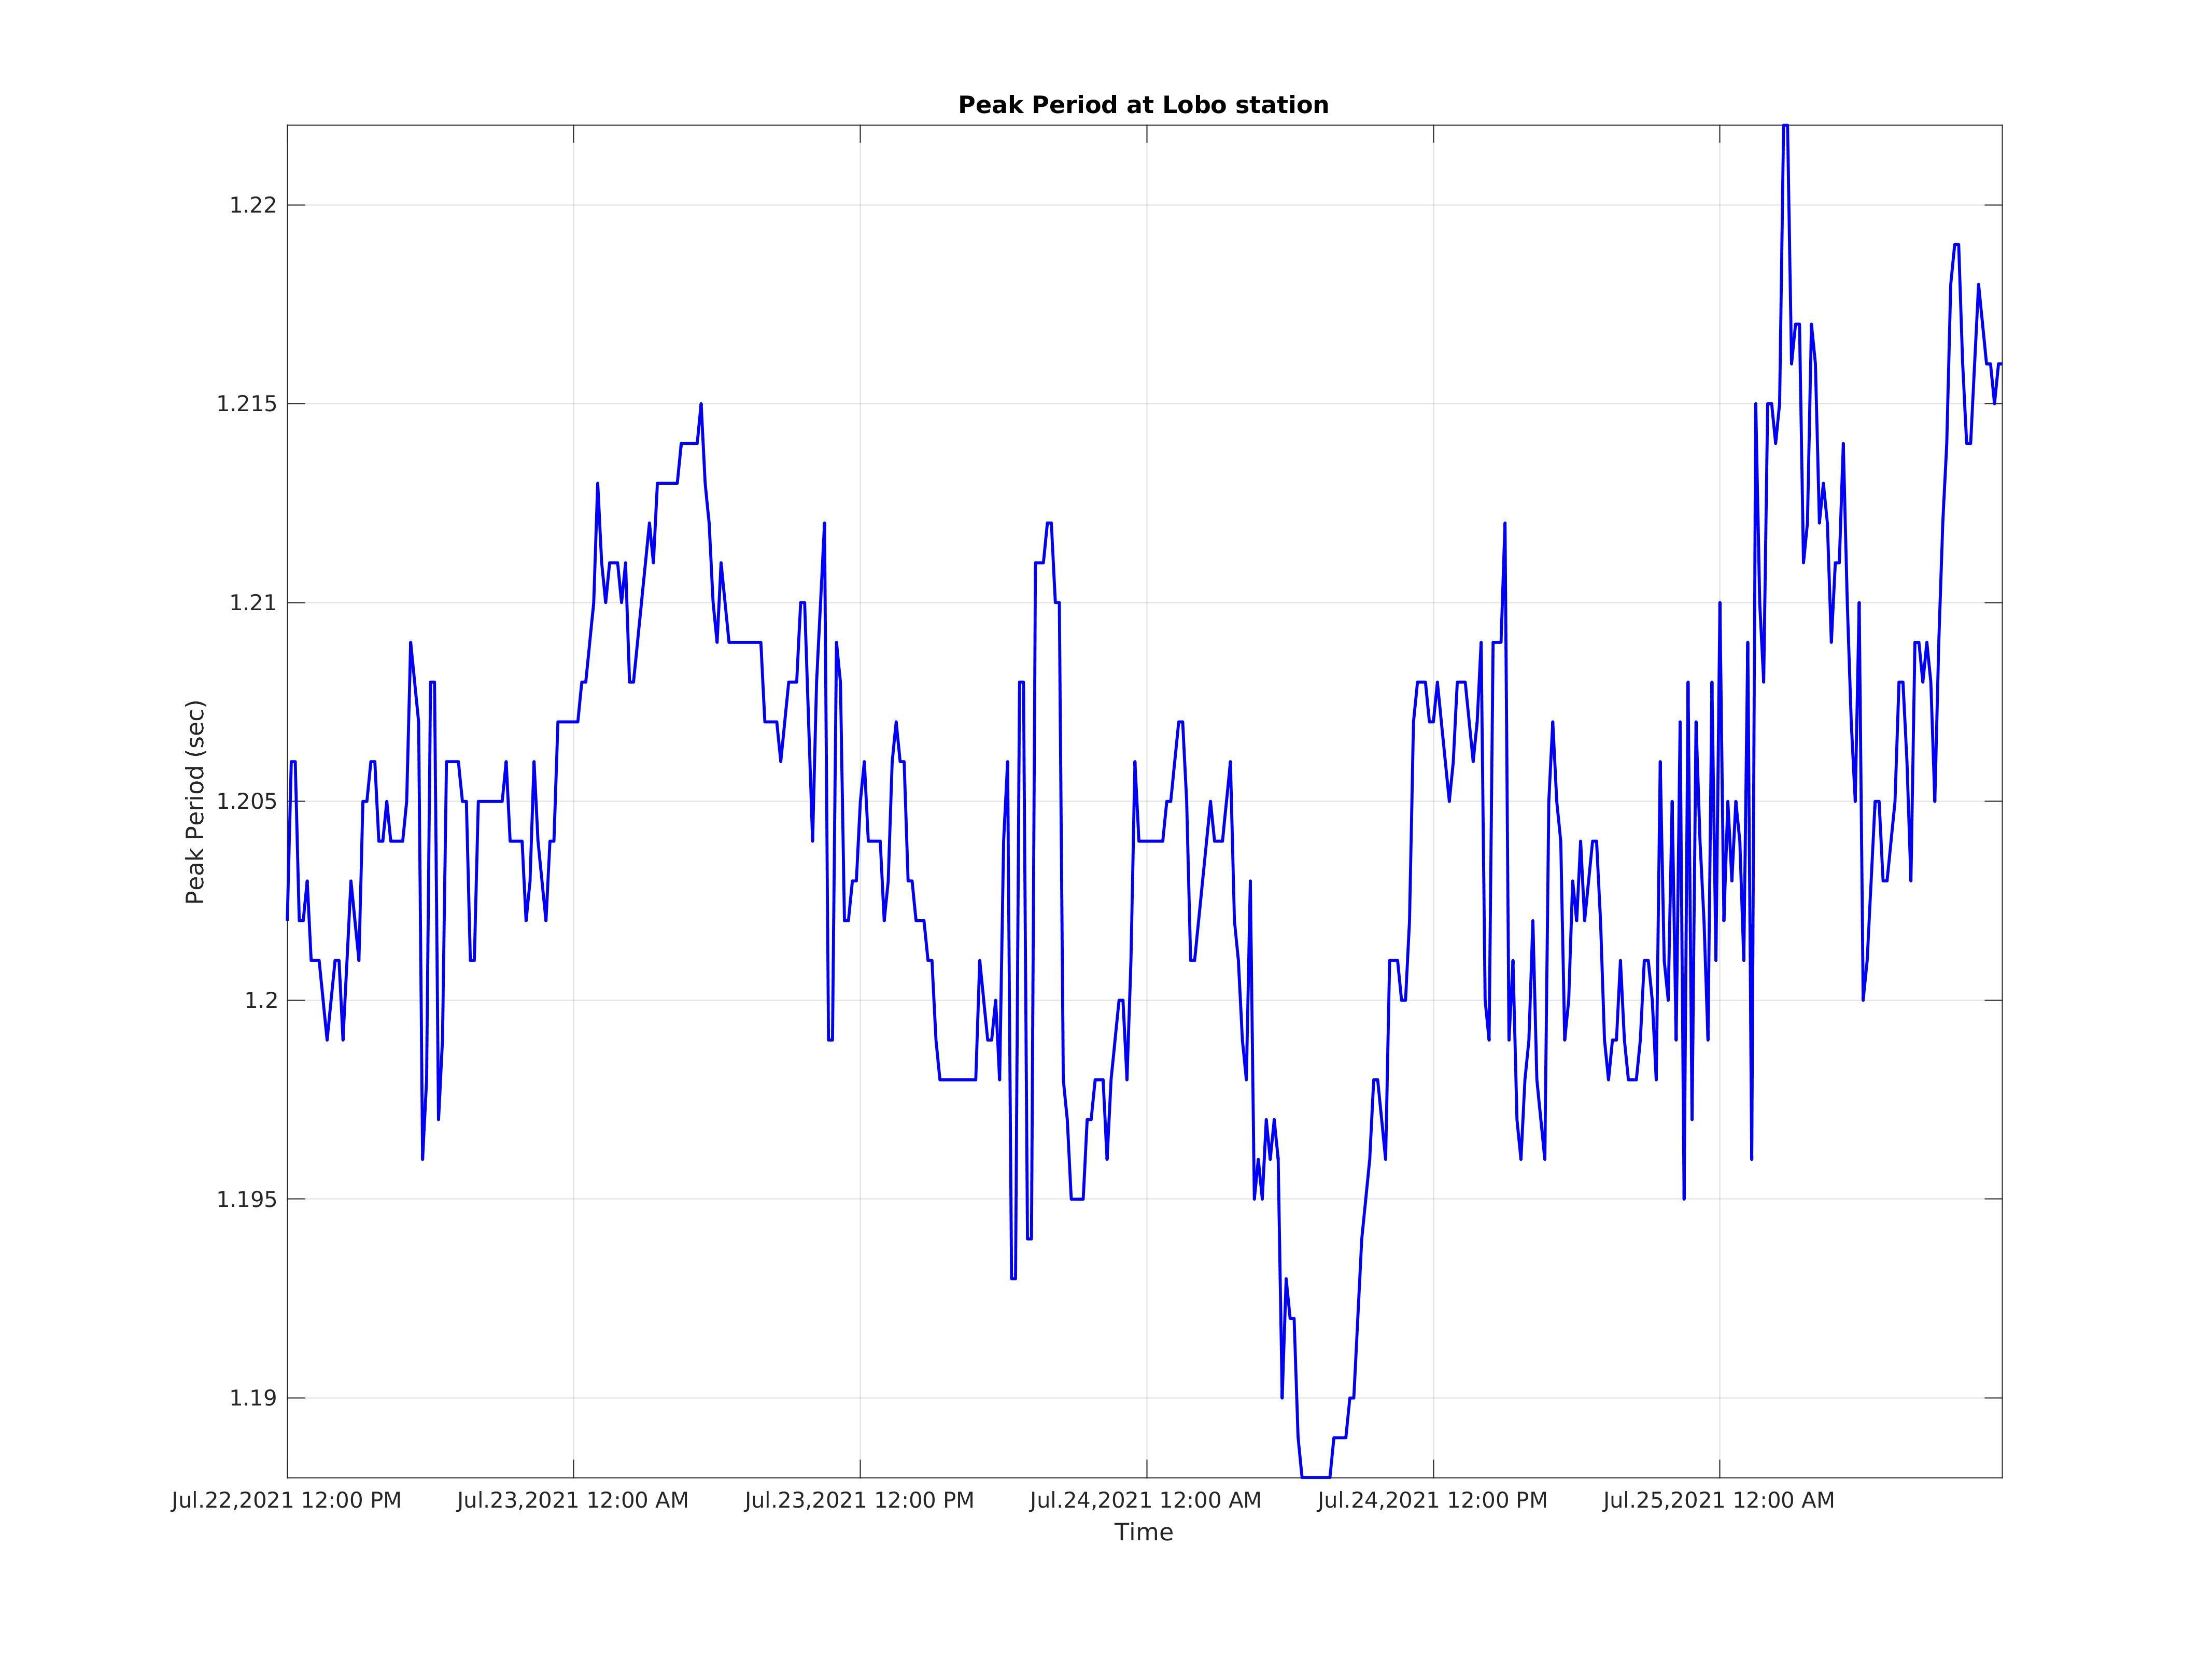 Peak Period at Lobo station
1.22
1.215
1.21
1.205
1.2
1.195
1.19
Peak Period (sec)
Jul.22,2021 12:00 PM
Jul.23,2021 12:00 AM
Jul.23,2021 12:00 PM
Jul.24,2021 12:00 AM
Jul.24,2021 12:00 PM
Jul.25,2021 12:00 AM
Time